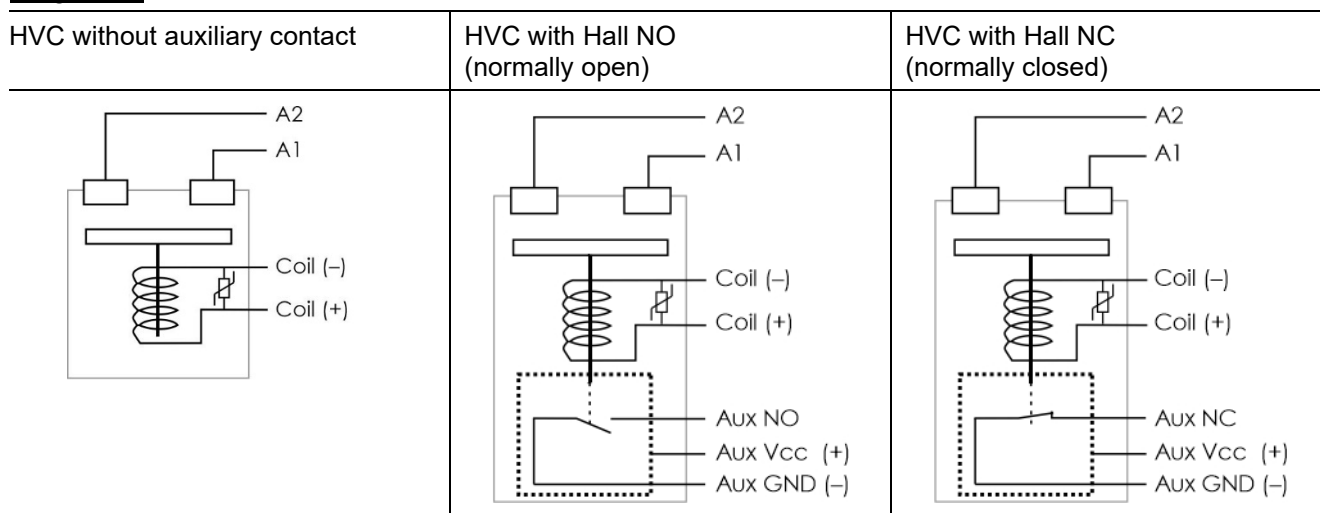 HVC without auxiliary contact
HVC with Hall NO
(normally open)
HVC with Hall NC
(normally closed)
A2
A1
Coil (–)
Coil (+)
A2
A1
Coil (–)
Coil (+)
Aux NO
Aux Vcc (+)
Aux GND (–)
A2
A1
Coil (–)
Coil (+)
Aux NC
Aux Vcc (+)
Aux GND (–)